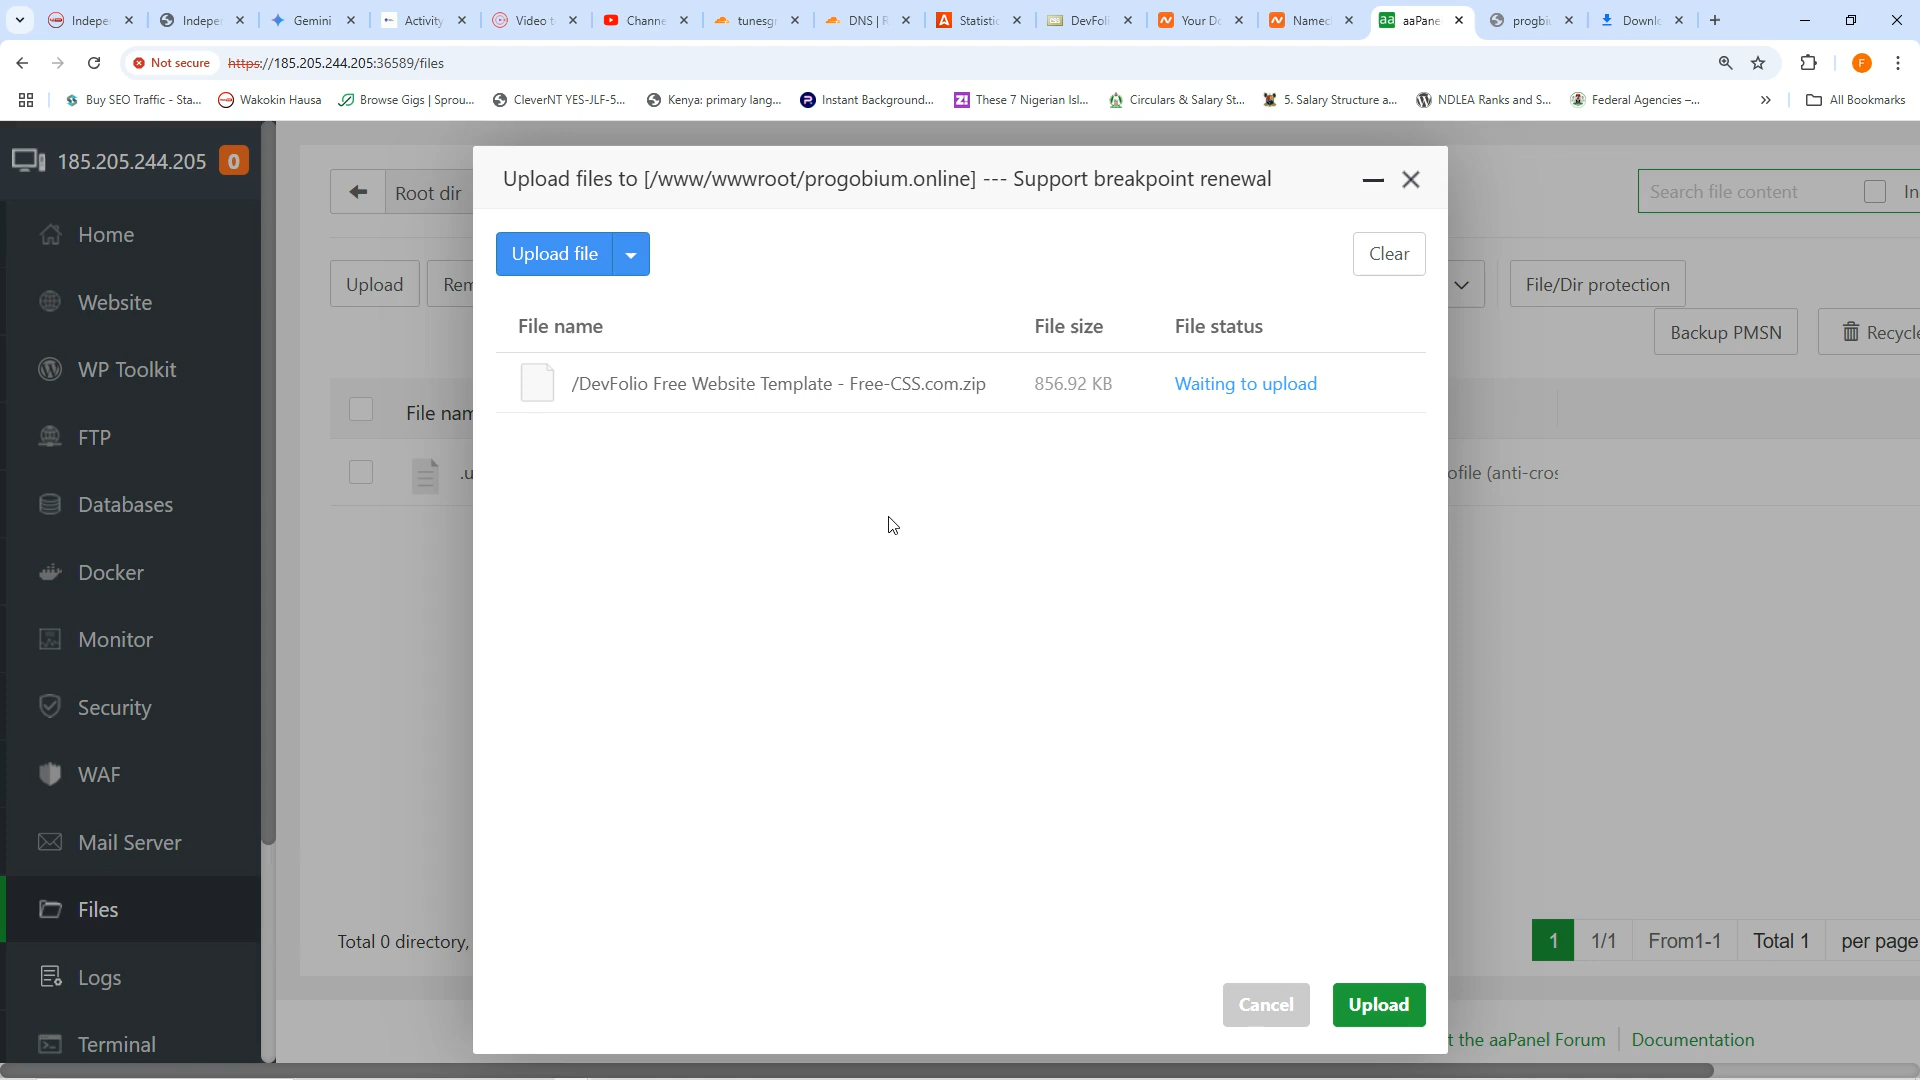 Indepe
Indepe
Gemini
Activity
Video t
Channe
tunesgr
DNS | R
Statistic
DevFoli
Your Do
Namecl
aaPane
progbi
Downlo
Not secure
https://185.205.244.205:36589/files
F
Buy SEO Traffic - Sta...
Wakokin Hausa
Browse Gigs | Sprou...
CleverNT YES-JLF-5...
Kenya: primary lang...
Instant Background...
These 7 Nigerian Isl...
Circulars & Salary St...
5. Salary Structure a...
NDLEA Ranks and S...
Federal Agencies –...
All Bookmarks
185.205.244.205 0
Home
Website
WP Toolkit
FTP
Databases
Docker
Monitor
Security
WAF
Mail Server
Files
Logs
Terminal
Root dir
Search file content
In
Upload
Ren
File/Dir protection
Backup PMSN
Recycle
File nam
.u
ofile (anti-cros
Total 0 directory,
1
1/1
From1-1
Total 1
per page
t the aaPanel Forum
Documentation
Upload files to [/www/wwwroot/progobium.online] --- Support breakpoint renewal
Upload file
Clear
File name File size File status
/DevFolio Free Website Template - Free-CSS.com.zip 856.92 KB Waiting to upload
Cancel
Upload